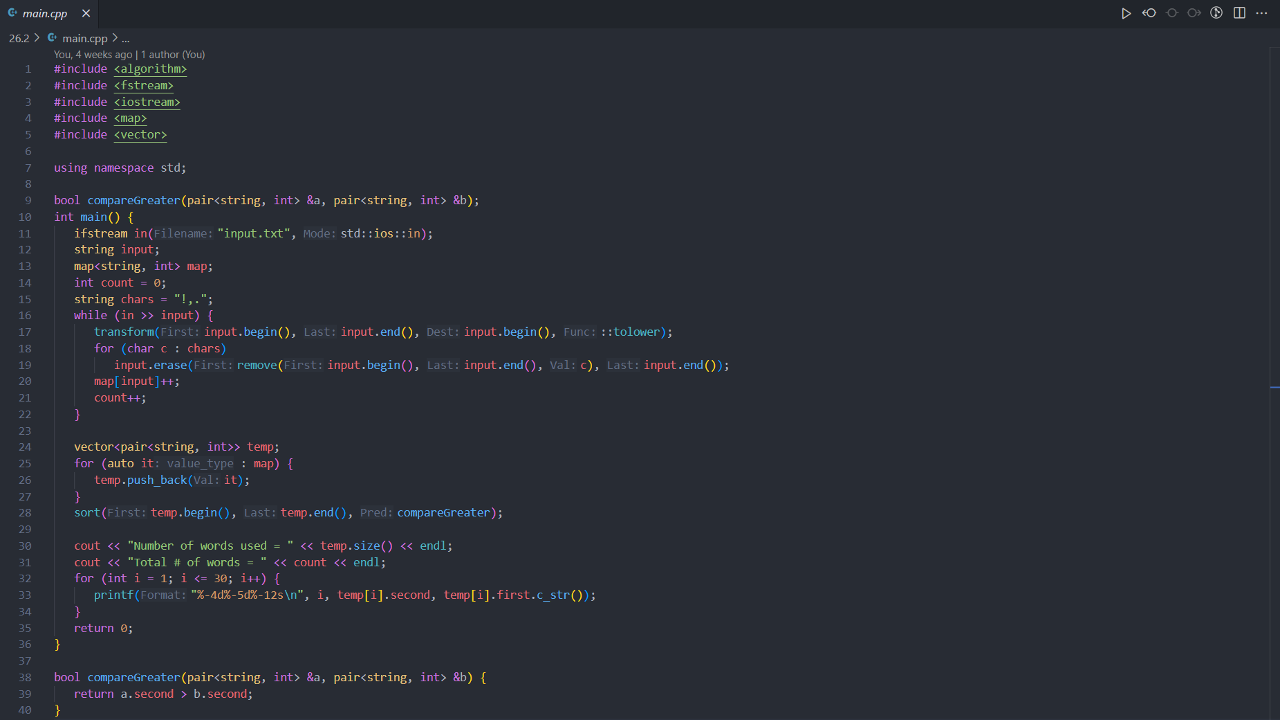 main.cpp
26.2 > main.cpp > ...
You, 4 weeks ago | 1 author (You)
1 #include <algorithm>
2 #include <fstream>
3 #include <iostream>
4 #include <map>
5 #include <vector>
6
7 using namespace std;
8
9 bool compareGreater(pair<string, int> &a, pair<string, int> &b);
10 int main() {
11 ifstream in(Filename: "input.txt", Mode: std::ios::in);
12 string input;
13 map<string, int> map;
14 int count = 0;
15 string chars = "!,.";
16 while (in >> input) {
17 transform(First: input.begin(), Last: input.end(), Dest: input.begin(), Func: ::tolower);
18 for (char c : chars)
19 input.erase(First: remove(First: input.begin(), Last: input.end(), Val: c), Last: input.end());
20 map[input]++;
21 count++;
22 }
23
24 vector<pair<string, int>> temp;
25 for (auto it: value_type : map) {
26 temp.push_back(Val: it);
27 }
28 sort(First: temp.begin(), Last: temp.end(), Pred: compareGreater);
29
30 cout << "Number of words used = " << temp.size() << endl;
31 cout << "Total # of words = " << count << endl;
32 for (int i = 1; i <= 30; i++) {
33 printf(Format: "%-4d%-5d%-12s\n", i, temp[i].second, temp[i].first.c_str());
34 }
35 return 0;
36 }
37
38 bool compareGreater(pair<string, int> &a, pair<string, int> &b) {
39 return a.second > b.second;
40 }